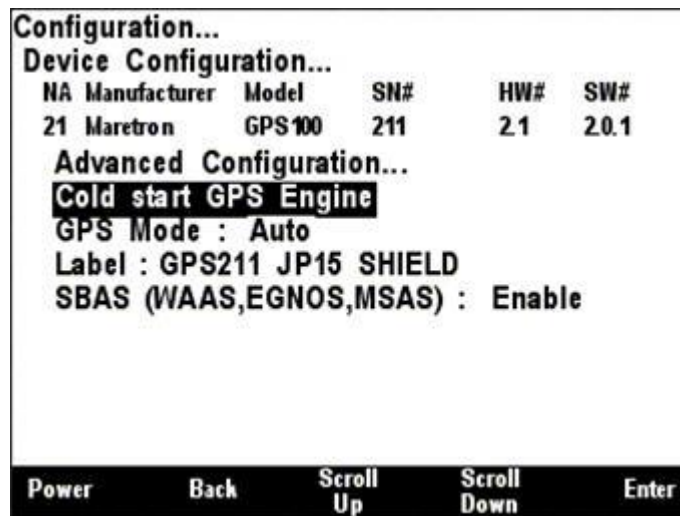 Configuration...
Device Configuration...
NA Manufacturer Model SN# HW# SW#
21 Maretron GPS100 211 2.1 2.0.1
Advanced Configuration...
Cold start GPS Engine
GPS Mode : Auto
Label : GPS211 JP15 SHIELD
SBAS (WAAS,EGNOS,MSAS) : Enable
Power Back Scroll Up Scroll Down Enter